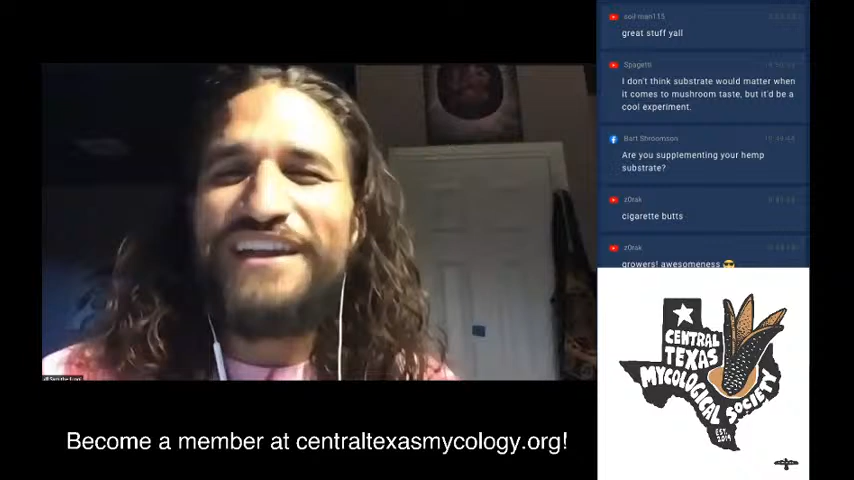 soil man115
great stuff yall
Spagetti
I don't think substrate would matter when
it comes to mushroom taste, but it'd be a
cool experiment.
Bart Shroomson
Are you supplementing your hemp
substrate?
z0rak
cigarette butts
z0rak
growers! awesomeness 😎
CENTRAL
TEXAS
MYCOLOGICAL
SOCIETY
EST.
2019
Become a member at centraltexasmycology.org!